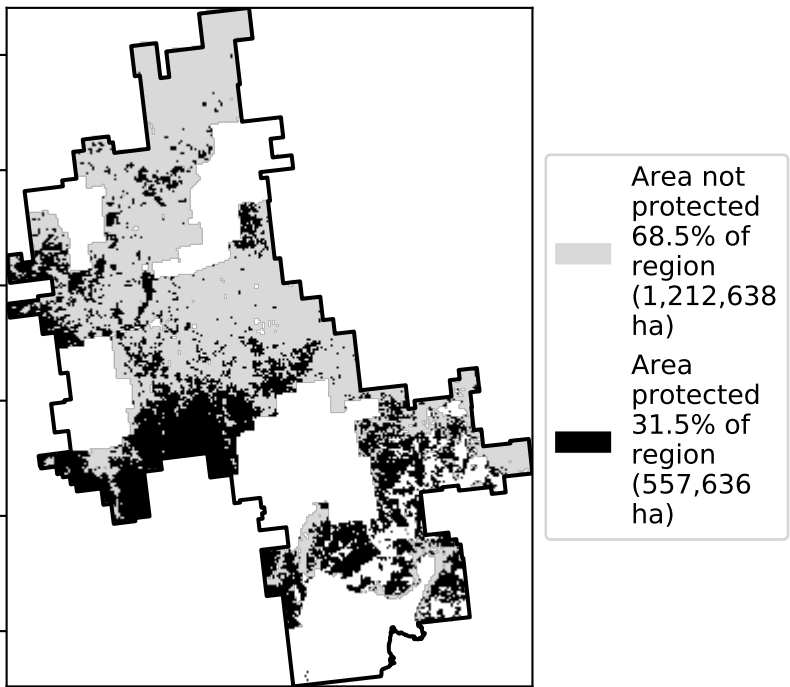 Area not
protected
68.5% of
region
(1,212,638
ha)
Area
protected
31.5% of
region
(557,636
ha)